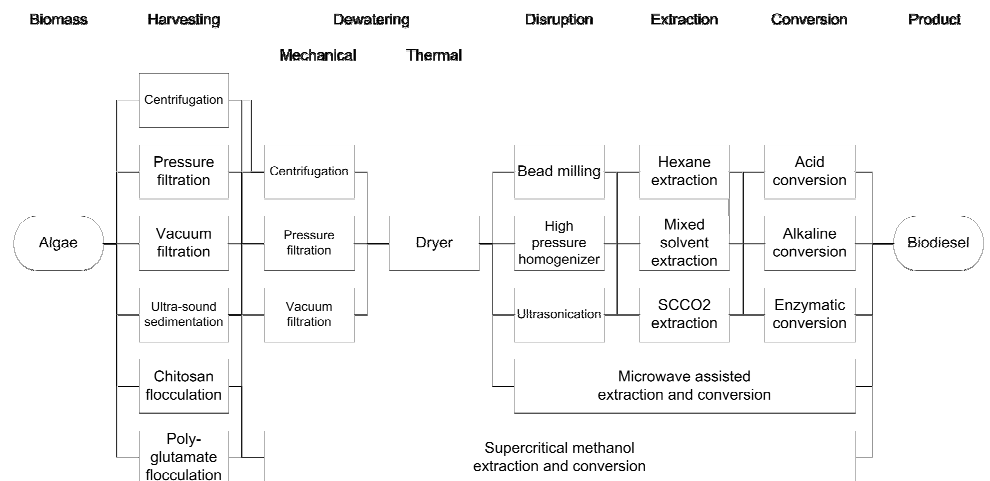 Biomass Harvesting Dewatering Disruption Extraction Conversion Product
Mechanical Thermal
Centrifugation
Pressure
filtration
Centrifugation
Bead milling
Hexane
extraction
Acid
conversion
Algae
Vacuum
filtration
Pressure
filtration
Dryer
High
pressure
homogenizer
Mixed
solvent
extraction
Alkaline
conversion
Biodiesel
Ultra-sound
sedimentation
Vacuum
filtration
Ultrasonication
SCCO2
extraction
Enzymatic
conversion
Chitosan
flocculation
Microwave assisted
extraction and conversion
Poly-
glutamate
flocculation
Supercritical methanol
extraction and conversion